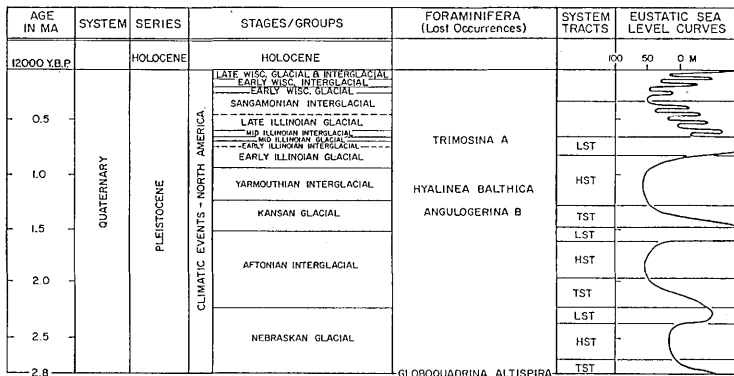 AGE IN MA
SYSTEM
SERIES
STAGES/GROUPS
FORAMINIFERA
(Last Occurrences)
SYSTEM TRACTS
EUSTATIC SEA LEVEL CURVES
12000 Y.B.P.
HOLOCENE
HOLOCENE
100 50 0 M
LATE WISC. GLACIAL & INTERGLACIAL
EARLY WISC. INTERGLACIAL
EARLY WISC. GLACIAL
SANGAMONIAN INTERGLACIAL
0.5
LATE ILLINOIAN GLACIAL
MID ILLINOIAN INTERGLACIAL
MID ILLINOIAN GLACIAL
EARLY ILLINOIAN INTERGLACIAL
EARLY ILLINOIAN GLACIAL
TRIMOSINA A
LST
1.0
QUATERNARY
PLEISTOCENE
CLIMATIC EVENTS - NORTH AMERICA
YARMOUTHIAN INTERGLACIAL
HYALINEA BALTHICA
HST
KANSAN GLACIAL
ANGULOGERINA B
TST
1.5
LST
AFTONIAN INTERGLACIAL
HST
2.0
TST
LST
2.5
NEBRASKAN GLACIAL
HST
2.8
GLOBOQUADRINA ALTISPIRA
TST